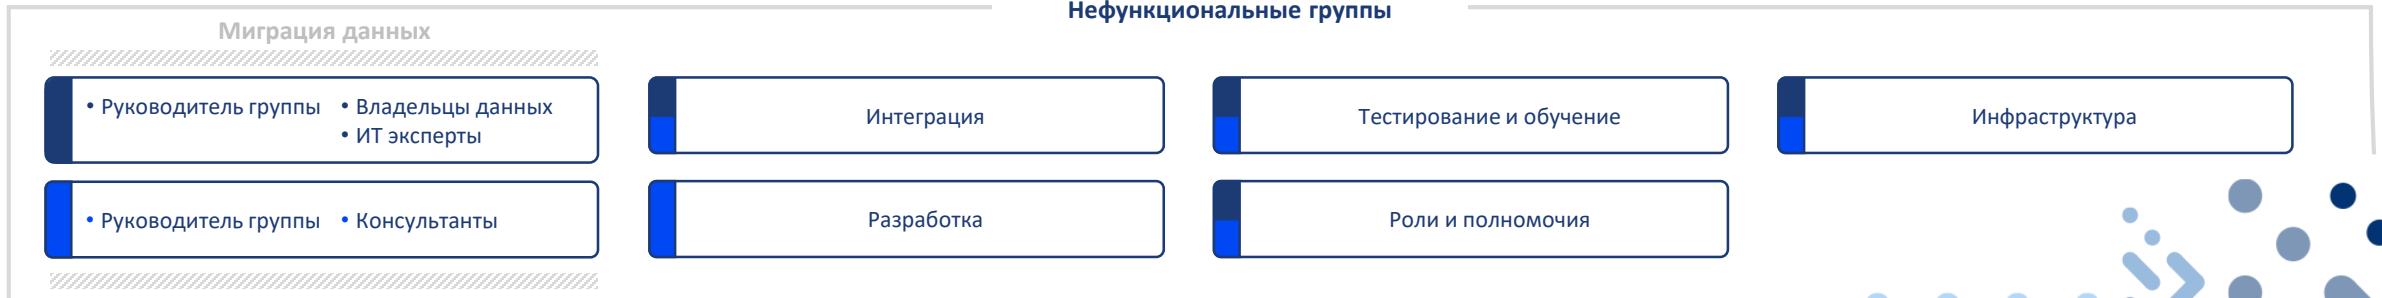 Нефункциональные группы
Миграция данных
• Руководитель группы • Владельцы данных
• ИТ эксперты
• Руководитель группы • Консультанты
Интеграция
Тестирование и обучение
Инфраструктура
Разработка
Роли и полномочия